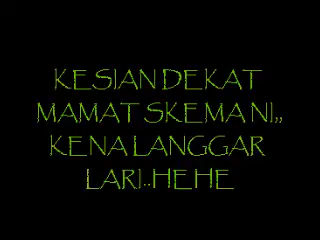 KESIAN DEKAT
MAMAT SKEMA NI,,
KENA LANGGAR
LARI..HEHE